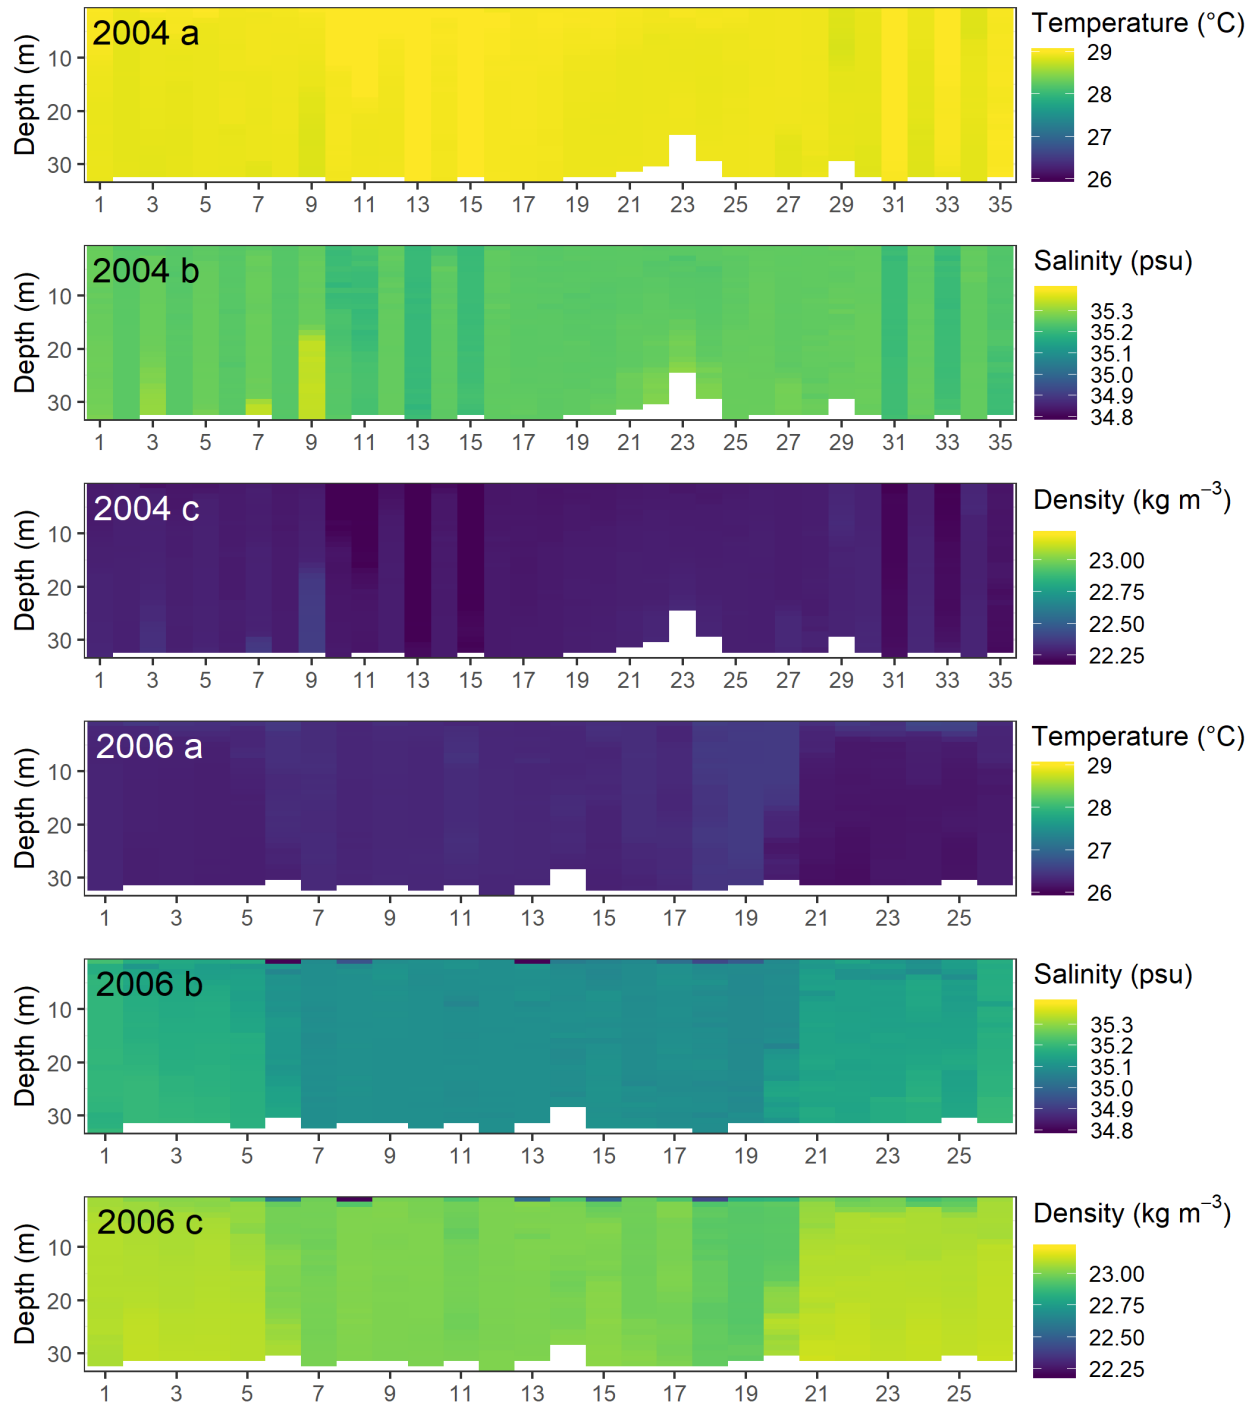 2004 a
Depth (m)
10
20
30
1 3 5 7 9 11 13 15 17 19 21 23 25 27 29 31 33 35
Temperature (°C)
29
28
27
26
2004 b
Depth (m)
10
20
30
1 3 5 7 9 11 13 15 17 19 21 23 25 27 29 31 33 35
Salinity (psu)
35.3
35.2
35.1
35.0
34.9
34.8
2004 c
Depth (m)
10
20
30
1 3 5 7 9 11 13 15 17 19 21 23 25 27 29 31 33 35
Density (kg m⁻³)
23.00
22.75
22.50
22.25
2006 a
Depth (m)
10
20
30
1 3 5 7 9 11 13 15 17 19 21 23 25
Temperature (°C)
29
28
27
26
2006 b
Depth (m)
10
20
30
1 3 5 7 9 11 13 15 17 19 21 23 25
Salinity (psu)
35.3
35.2
35.1
35.0
34.9
34.8
2006 c
Depth (m)
10
20
30
1 3 5 7 9 11 13 15 17 19 21 23 25
Density (kg m⁻³)
23.00
22.75
22.50
22.25